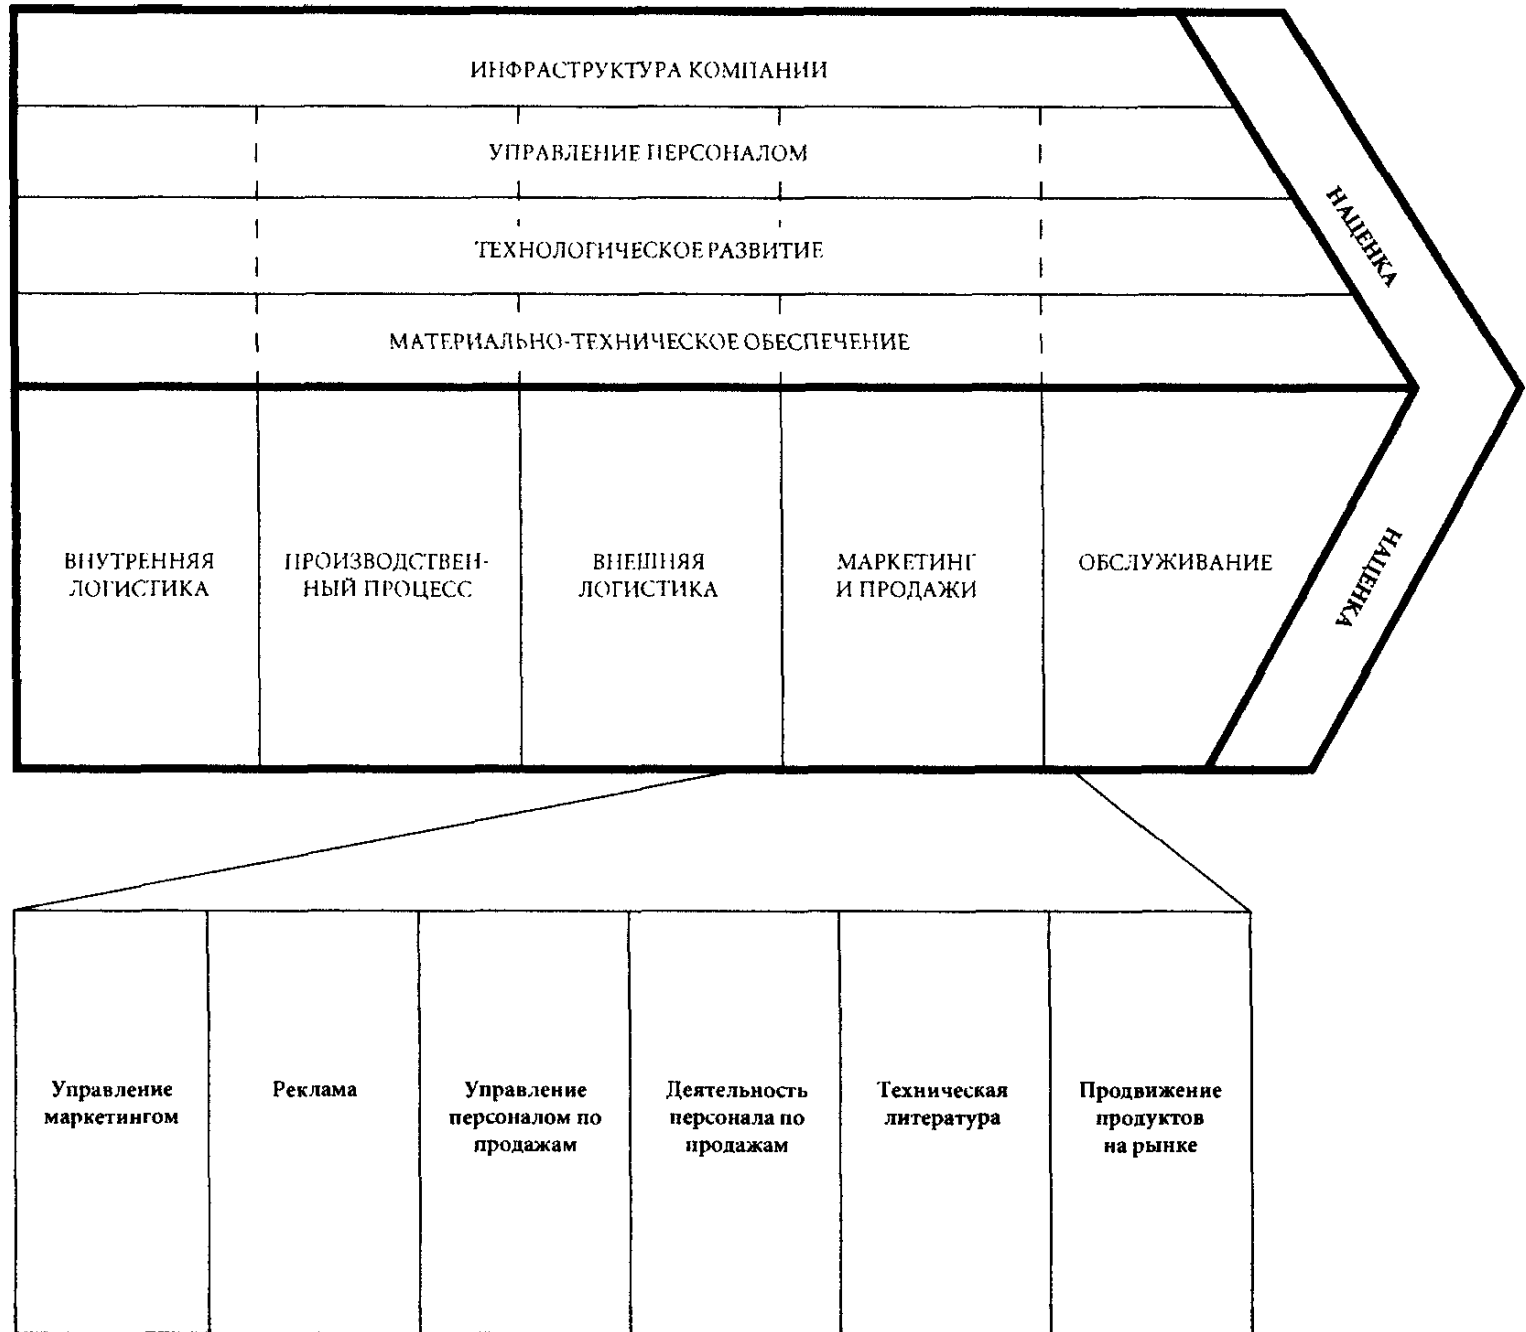 ИНФРАСТРУКТУРА КОМПАНИИ
УПРАВЛЕНИЕ ПЕРСОНАЛОМ
ТЕХНОЛОГИЧЕСКОЕ РАЗВИТИЕ
МАТЕРИАЛЬНО-ТЕХНИЧЕСКОЕ ОБЕСПЕЧЕНИЕ
НАЦЕНКА
ВНУТРЕННЯЯ
ЛОГИСТИКА
ПРОИЗВОДСТВЕН-
НЫЙ ПРОЦЕСС
ВНЕШНЯЯ
ЛОГИСТИКА
МАРКЕТИНГ
И ПРОДАЖИ
ОБСЛУЖИВАНИЕ
НАЦЕНКА
Управление
маркетингом
Реклама
Управление
персоналом по
продажам
Деятельность
персонала по
продажам
Техническая
литература
Продвижение
продуктов
на рынке